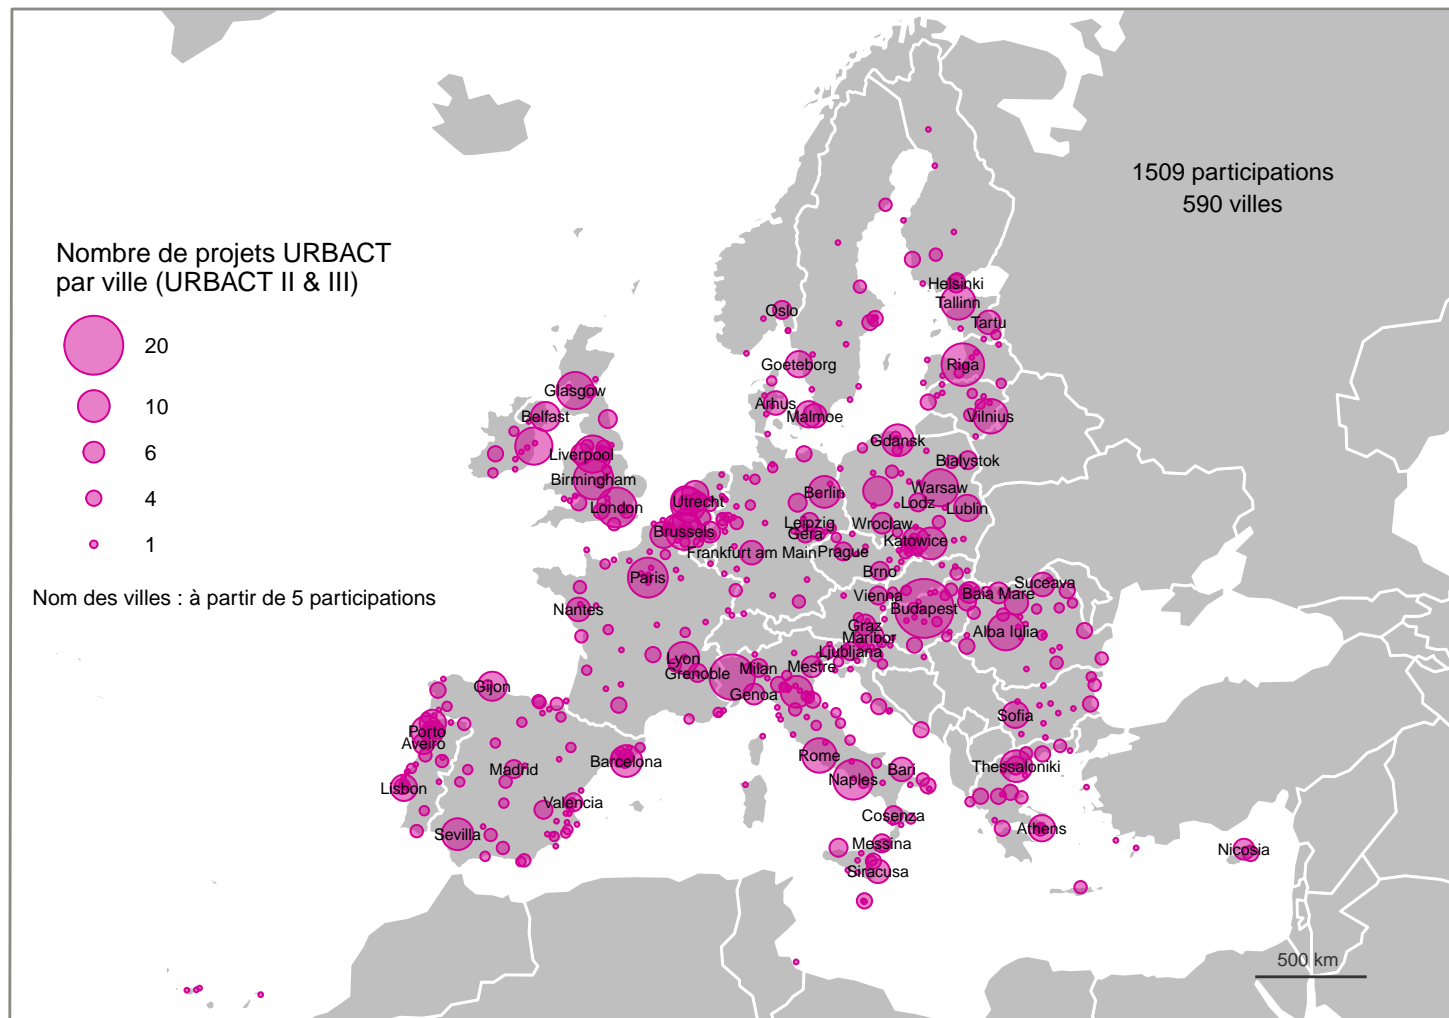 1509 participations
590 villes
Nombre de projets URBACT
par ville (URBACT II & III)
20
10
6
4
1
Nom des villes : à partir de 5 participations
Helsinki
Tallinn
Oslo
Tartu
Goeteborg
Riga
Glasgow
Arhus
Belfast
Malmoe
Vilnius
Gdansk
Liverpool
Bialystok
Birmingham
Warsaw
Berlin
Utrecht
Lodz
London
Lublin
Leipzig
Wroclaw
Brussels
Gera
Katowice
Frankfurt am Main
Prague
Brno
Paris
Suceava
Vienna
Baia Mare
Nantes
Budapest
Graz
Alba Iulia
Maribor
Ljubljana
Lyon
Mestre
Milan
Grenoble
Gijon
Genoa
Sofia
Porto
Aveiro
Rome
Barcelona
Thessaloniki
Madrid
Bari
Naples
Lisbon
Valencia
Cosenza
Athens
Sevilla
Messina
Nicosia
Siracusa
500 km